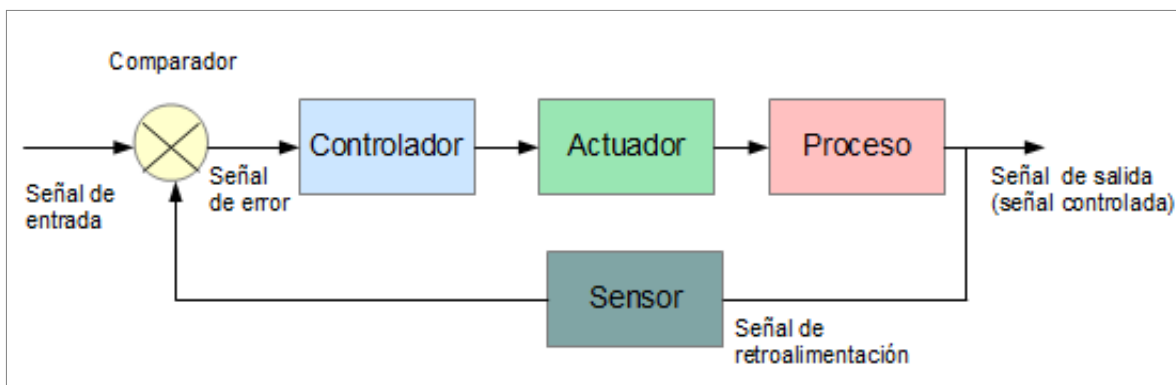 Comparador
Controlador
Actuador
Proceso
Señal de
entrada
Señal
de error
Señal de salida
(señal controlada)
Sensor
Señal de
retroalimentación